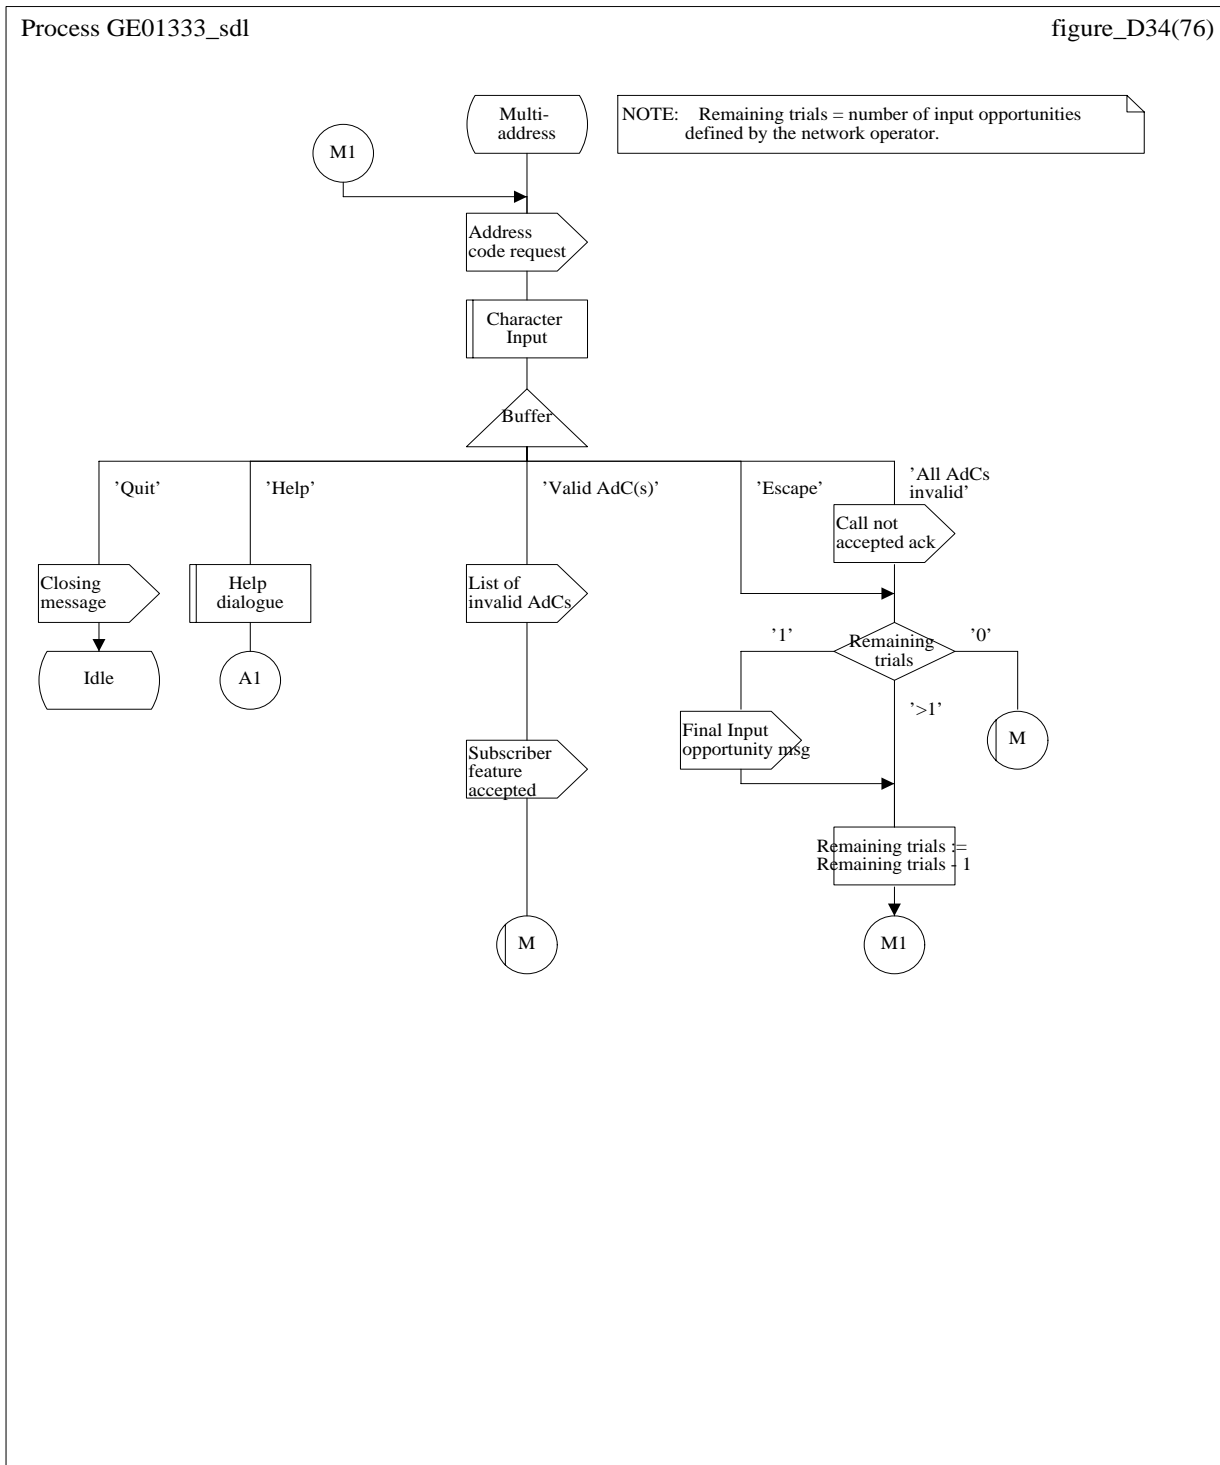 Process GE01333_sdl
figure_D34(76)
Multi-
address
NOTE: Remaining trials = number of input opportunities
defined by the network operator.
M1
Address
code request
Character
Input
Buffer
’Quit’
’Help’
’Valid AdC(s)’
’Escape’
’All AdCs
invalid’
Call not
accepted ack
Closing
message
Help
dialogue
List of
invalid AdCs
’1’
Remaining
trials
’0’
Idle
A1
’>1’
Final Input
opportunity msg
M
Subscriber
feature
accepted
Remaining trials :=
Remaining trials - 1
M
M1